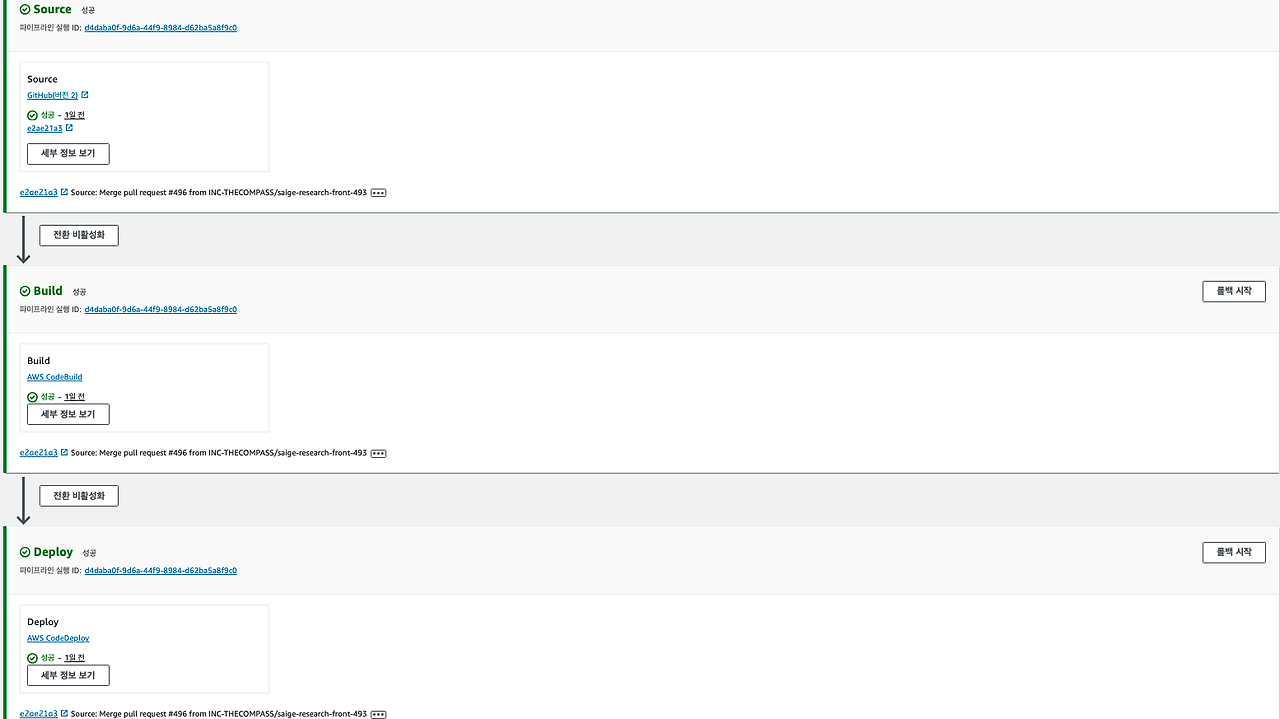 Source 성공
파이프라인 실행 ID: d4daba0f-9d6a-44f9-8984-d62ba5a8f9c0
Source
GitHub(버전 2)
성공 - 1일 전
e2ae21a3
세부 정보 보기
e2ae21a3 Source: Merge pull request #496 from INC-THECOMPASS/saige-research-front-493
전환 비활성화
Build 성공
롤백 시작
파이프라인 실행 ID: d4daba0f-9d6a-44f9-8984-d62ba5a8f9c0
Build
AWS CodeBuild
성공 - 1일 전
세부 정보 보기
e2ae21a3 Source: Merge pull request #496 from INC-THECOMPASS/saige-research-front-493
전환 비활성화
Deploy 성공
롤백 시작
파이프라인 실행 ID: d4daba0f-9d6a-44f9-8984-d62ba5a8f9c0
Deploy
AWS CodeDeploy
성공 - 1일 전
세부 정보 보기
e2ae21a3 Source: Merge pull request #496 from INC-THECOMPASS/saige-research-front-493